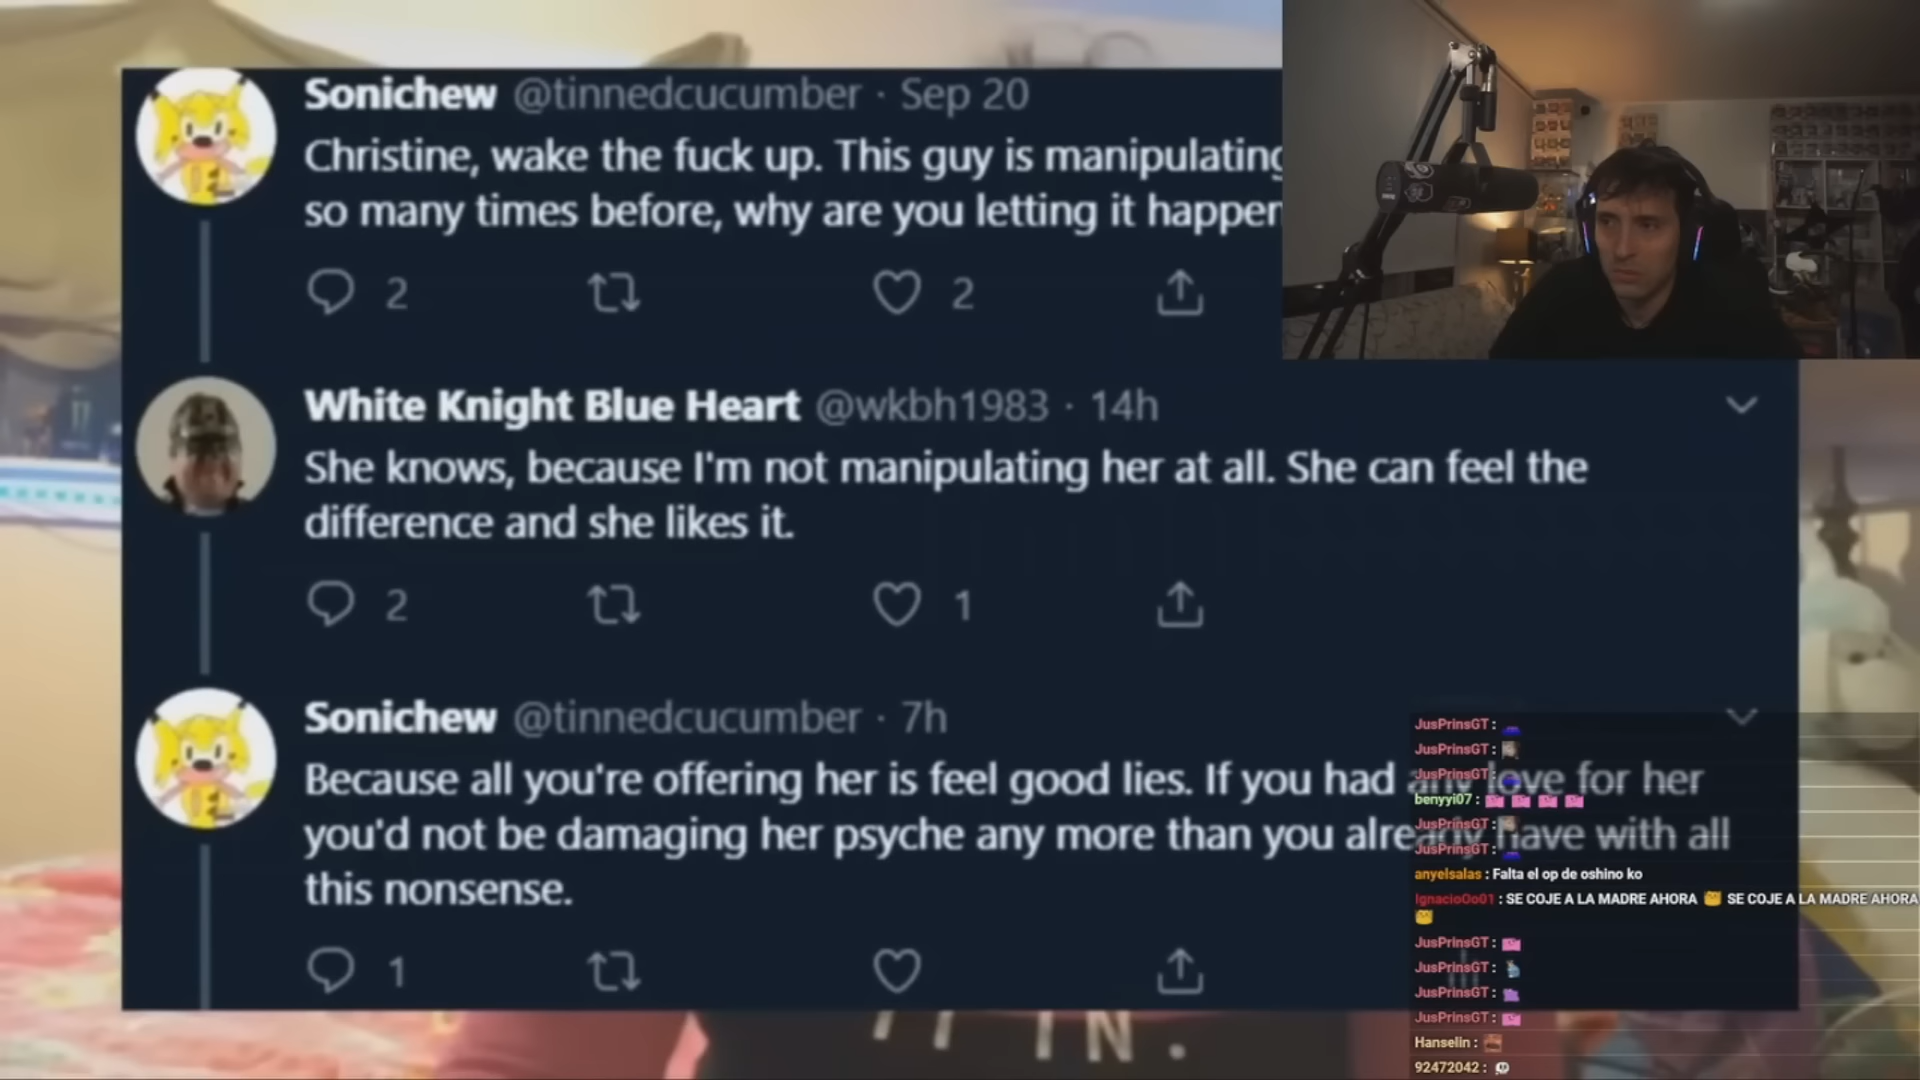 Sonichew @tinnedcucumber · Sep 20
Christine, wake the fuck up. This guy is manipulating
so many times before, why are you letting it happen
2 2
White Knight Blue Heart @wkbh1983 · 14h
She knows, because I'm not manipulating her at all. She can feel the
difference and she likes it.
2 1
Sonichew @tinnedcucumber · 7h
Because all you're offering her is feel good lies. If you had any love for her
you'd not be damaging her psyche any more than you already have with all
this nonsense.
1
IT IN.
JusPrinsGT :
JusPrinsGT :
JusPrinsGT :
benyyi07 :
JusPrinsGT :
JusPrinsGT :
anyelsalas : Falta el op de oshino ko
IgnacioOo01 : SE COJE A LA MADRE AHORA SE COJE A LA MADRE AHORA
JusPrinsGT :
JusPrinsGT :
JusPrinsGT :
JusPrinsGT :
Hanselin :
92472042 :